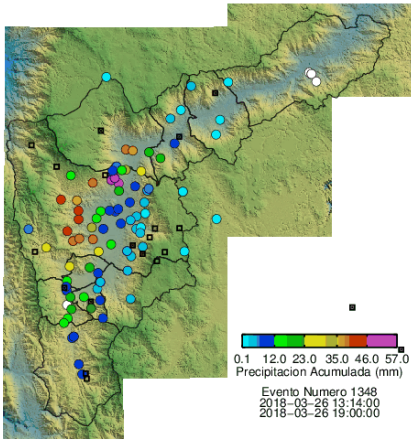 0.1 12.0 23.0 35.0 46.0 57.0
Precipitacion Acumulada (mm)
Evento Numero 1348
2018-03-26 13:14:00
2018-03-26 19:00:00